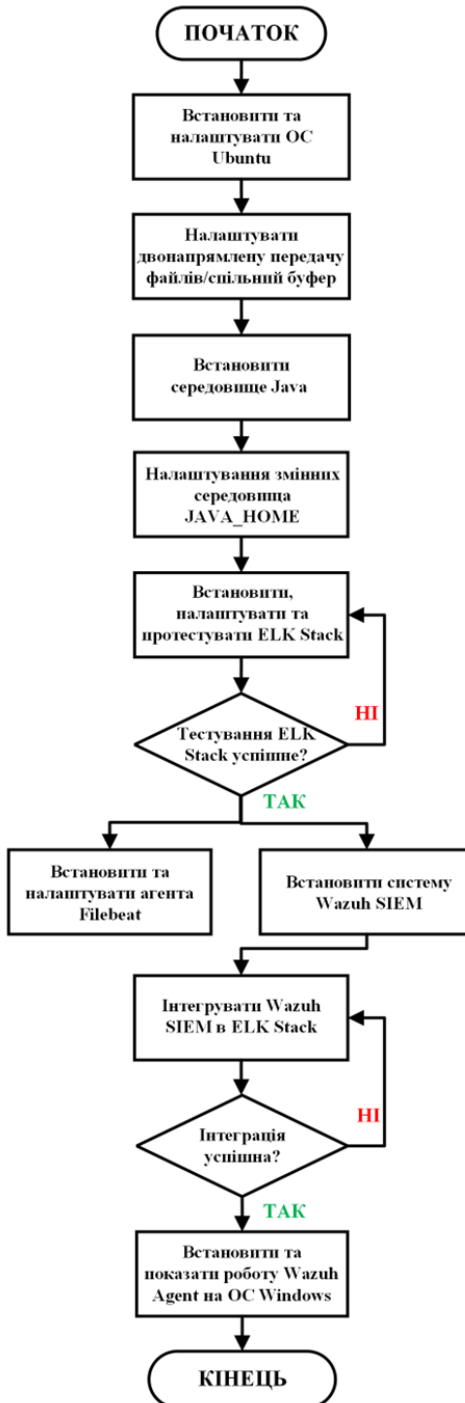 ПОЧАТОК
Встановити та
налаштувати ОС
Ubuntu
Налаштувати
двонапрямлену передачу
файлів/спільний буфер
Встановити
середовище Java
Налаштування змінних
середовища
JAVA_HOME
Встановити,
налаштувати та
протестувати ELK Stack
НІ
Тестування ELK
Stack успішне?
ТАК
Встановити та
налаштувати агента
Filebeat
Встановити систему
Wazuh SIEM
Інтегрувати Wazuh
SIEM в ELK Stack
НІ
Інтеграція
успішна?
ТАК
Встановити та
показати роботу Wazuh
Agent на ОС Windows
КІНЕЦЬ